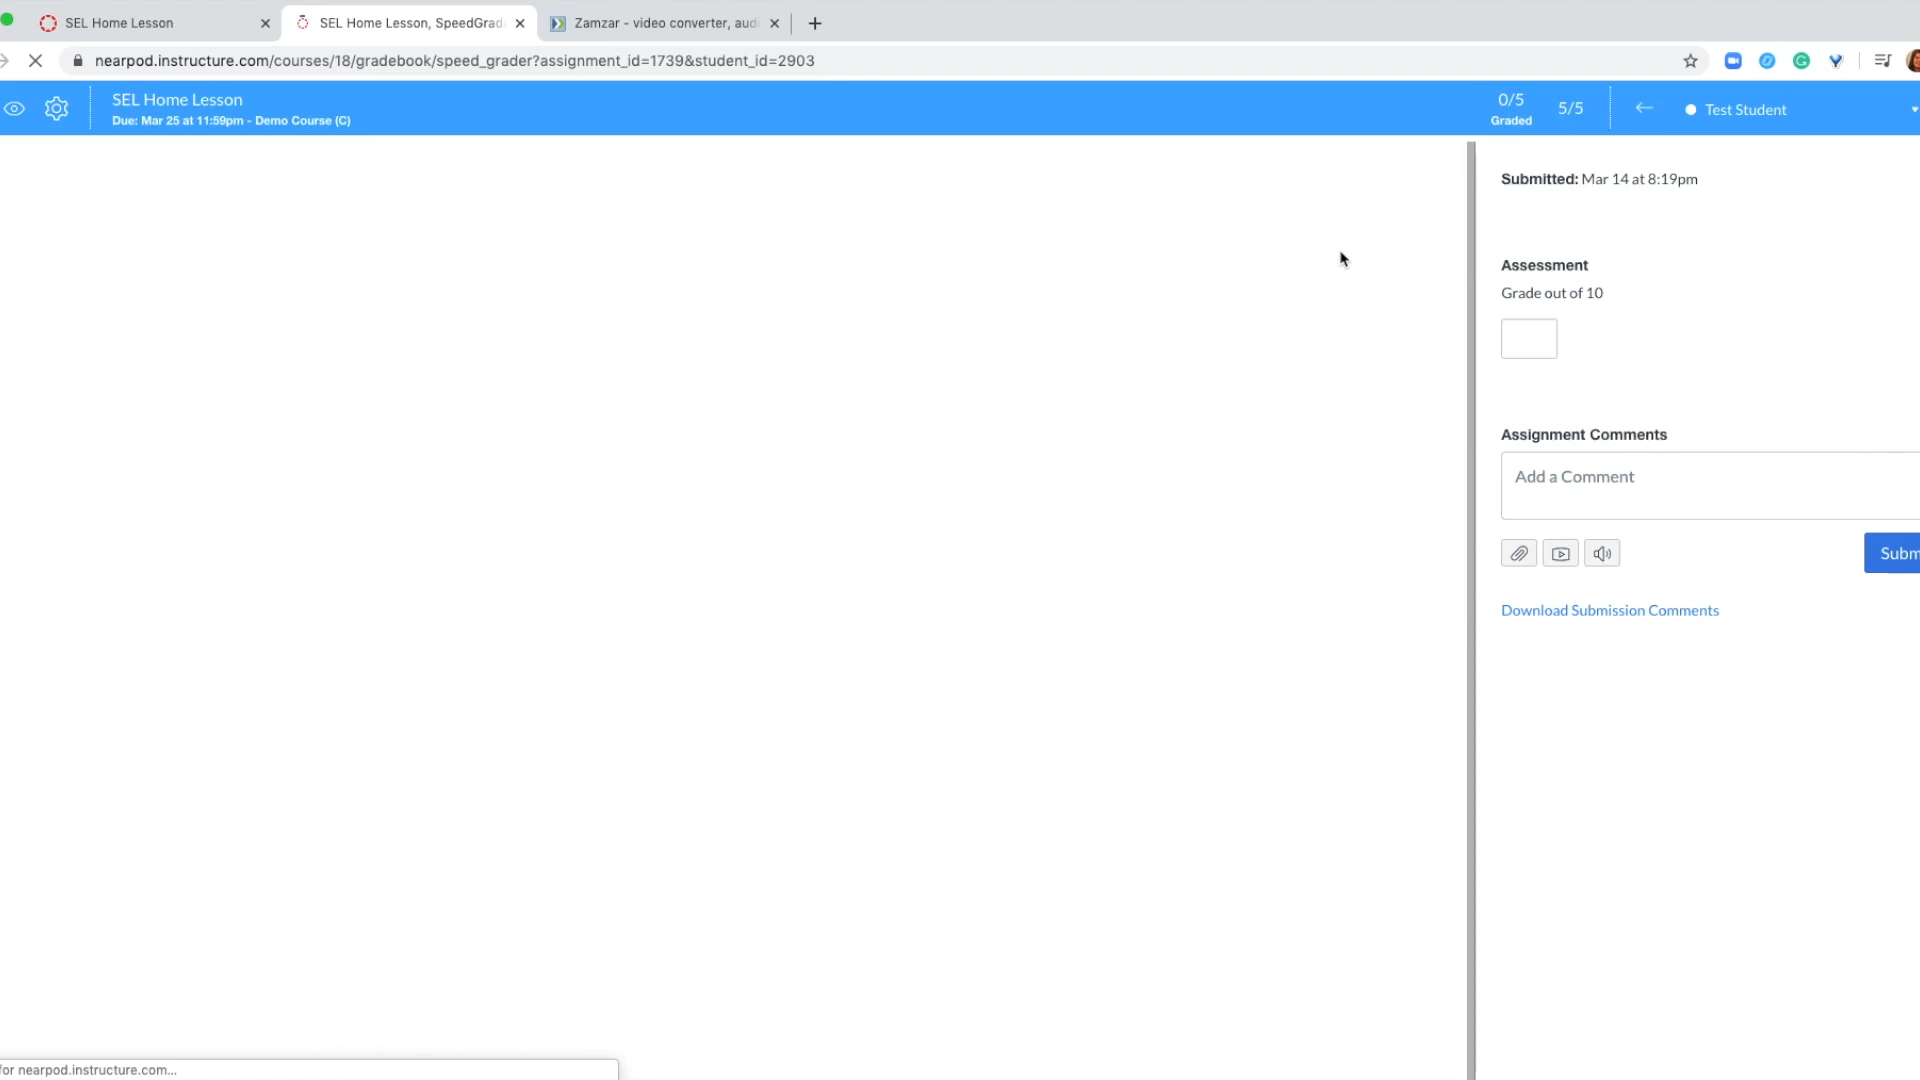 SEL Home Lesson
SEL Home Lesson, SpeedGrad
Zamzar - video converter, aud
nearpod.instructure.com/courses/18/gradebook/speed_grader?assignment_id=1739&student_id=2903
SEL Home Lesson
Due: Mar 25 at 11:59pm - Demo Course (C)
0/5
Graded
5/5
Test Student
Submitted: Mar 14 at 8:19pm
Assessment
Grade out of 10
Assignment Comments
Add a Comment
Subm
Download Submission Comments
for nearpod.instructure.com...